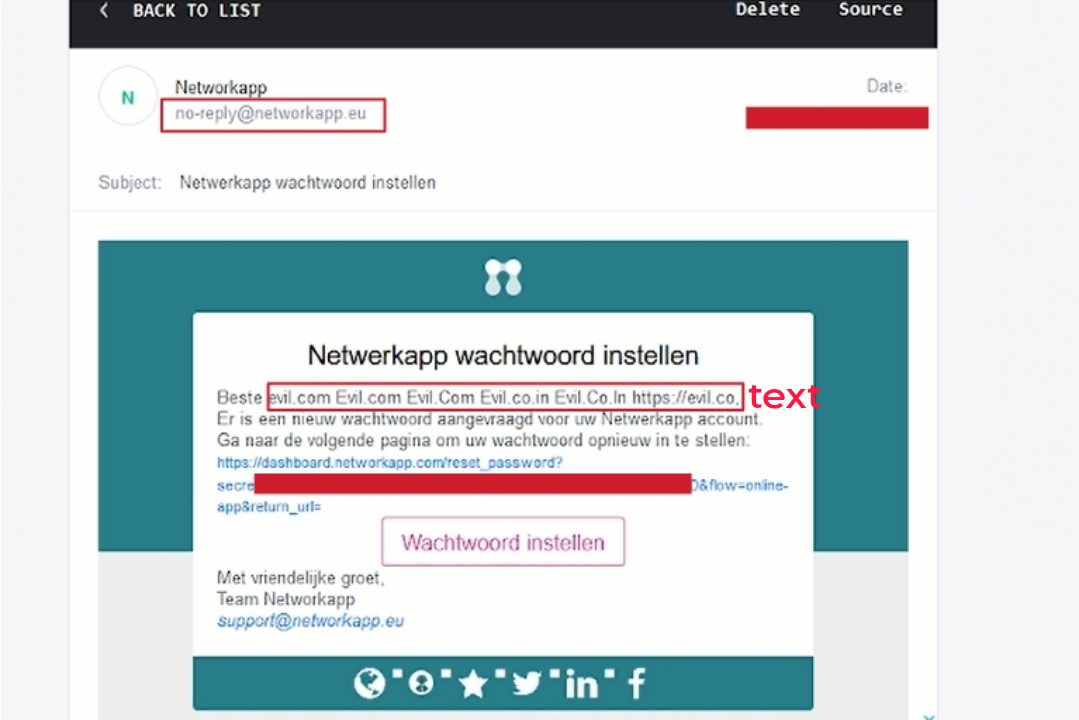 BACK TO LIST Delete Source
N
Networkapp
no-reply@networkapp.eu
Date:
Subject: Netwerkapp wachtwoord instellen
Netwerkapp wachtwoord instellen
Beste evil.com Evil.com Evil.Com Evil.co.in Evil.Co.In https://evil.co, text
Er is een nieuw wachtwoord aangevraagd voor uw Netwerkapp account.
Ga naar de volgende pagina om uw wachtwoord opnieuw in te stellen:
https://dashboard.networkapp.com/reset_password?
secre 0&flow=online-
app&return_url=
Wachtwoord instellen
Met vriendelijke groet,
Team Networkapp
support@networkapp.eu